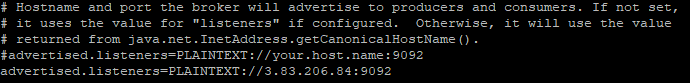 # Hostname and port the broker will advertise to producers and consumers. If not set,
# it uses the value for "listeners" if configured.  Otherwise, it will use the value
# returned from java.net.InetAddress.getCanonicalHostName().
#advertised.listeners=PLAINTEXT://your.host.name:9092
advertised.listeners=PLAINTEXT://3.83.206.84:9092